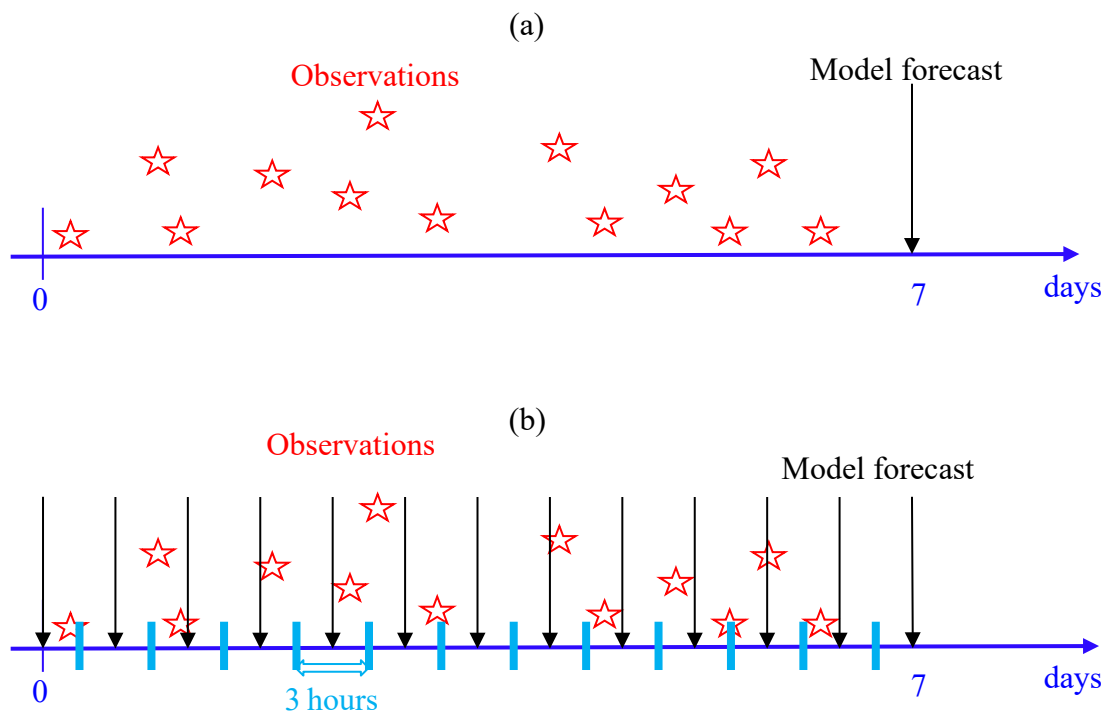 (a)
Observations
Model forecast
0
7
days
(b)
Observations
Model forecast
0
3 hours
7
days